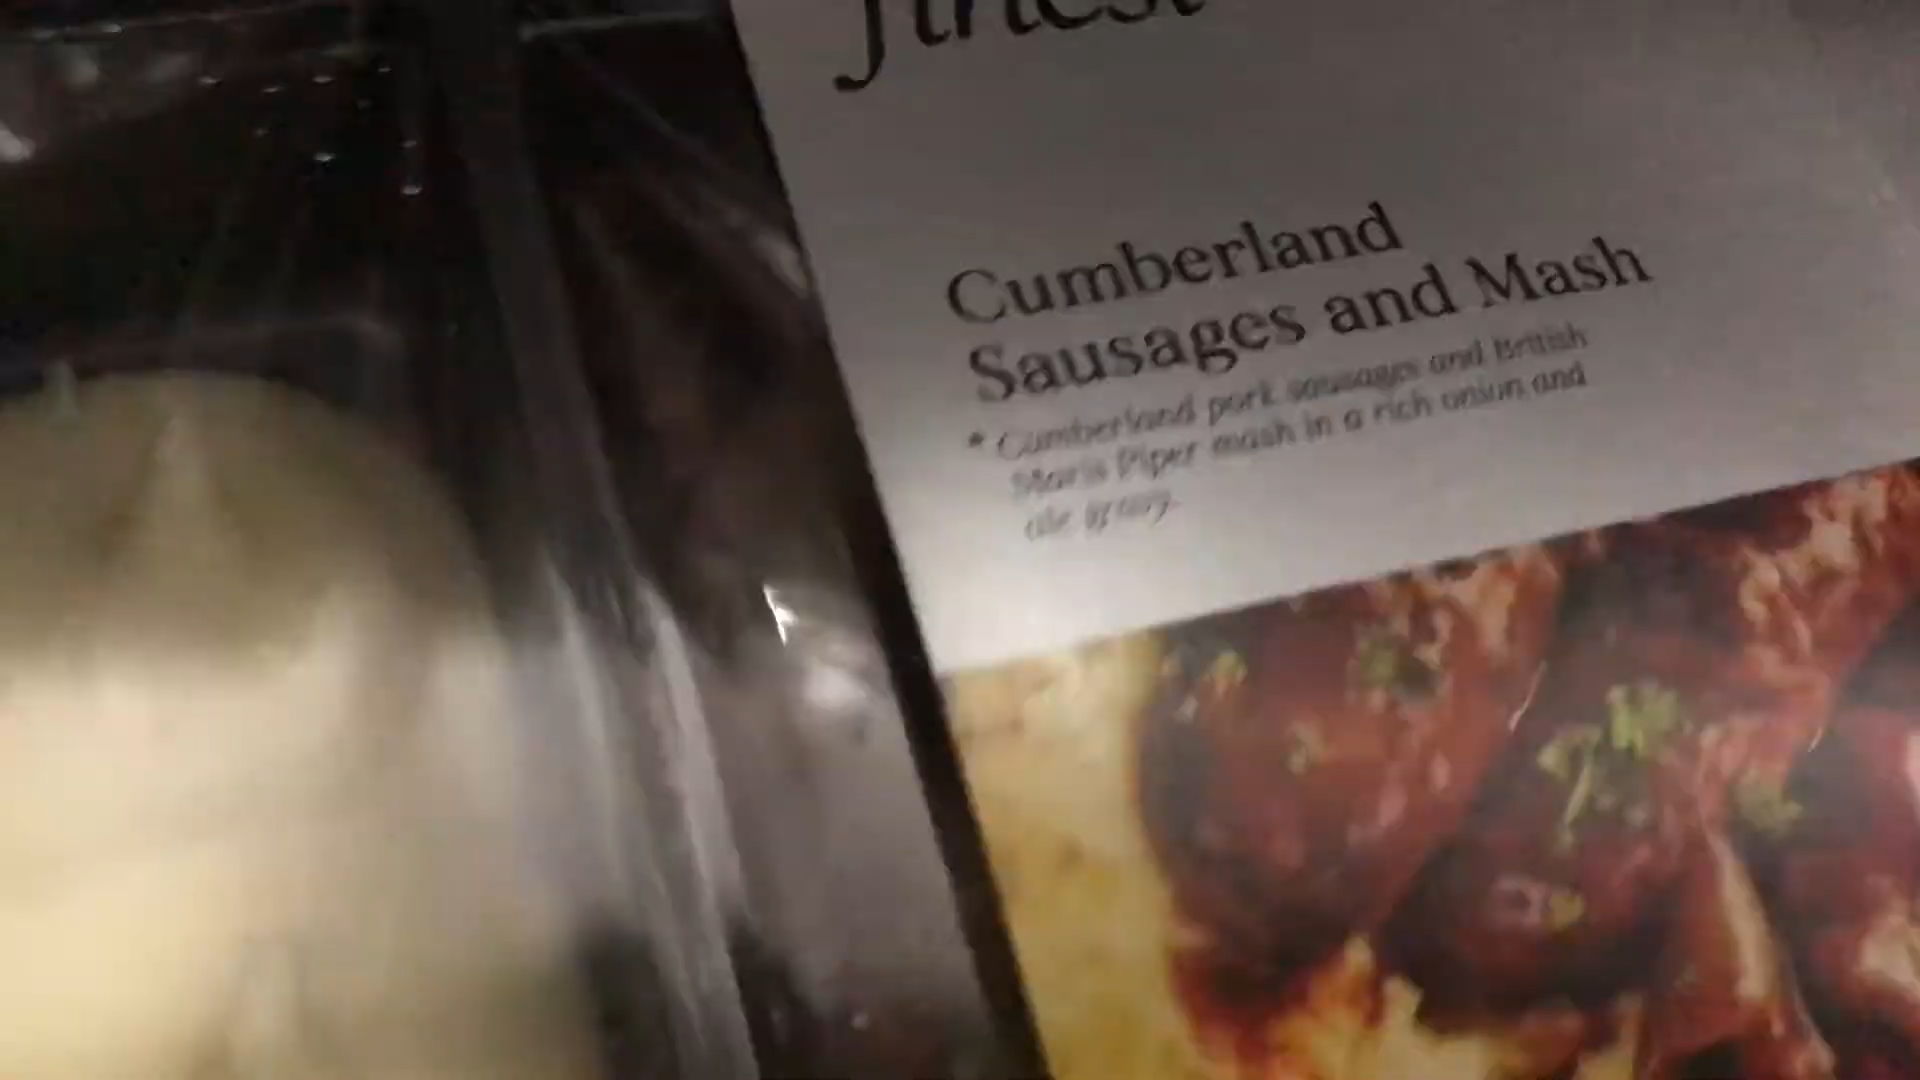 finest
Cumberland
Sausages and Mash
* Cumberland pork sausages and British
Maris Piper mash in a rich onion and
ale gravy.